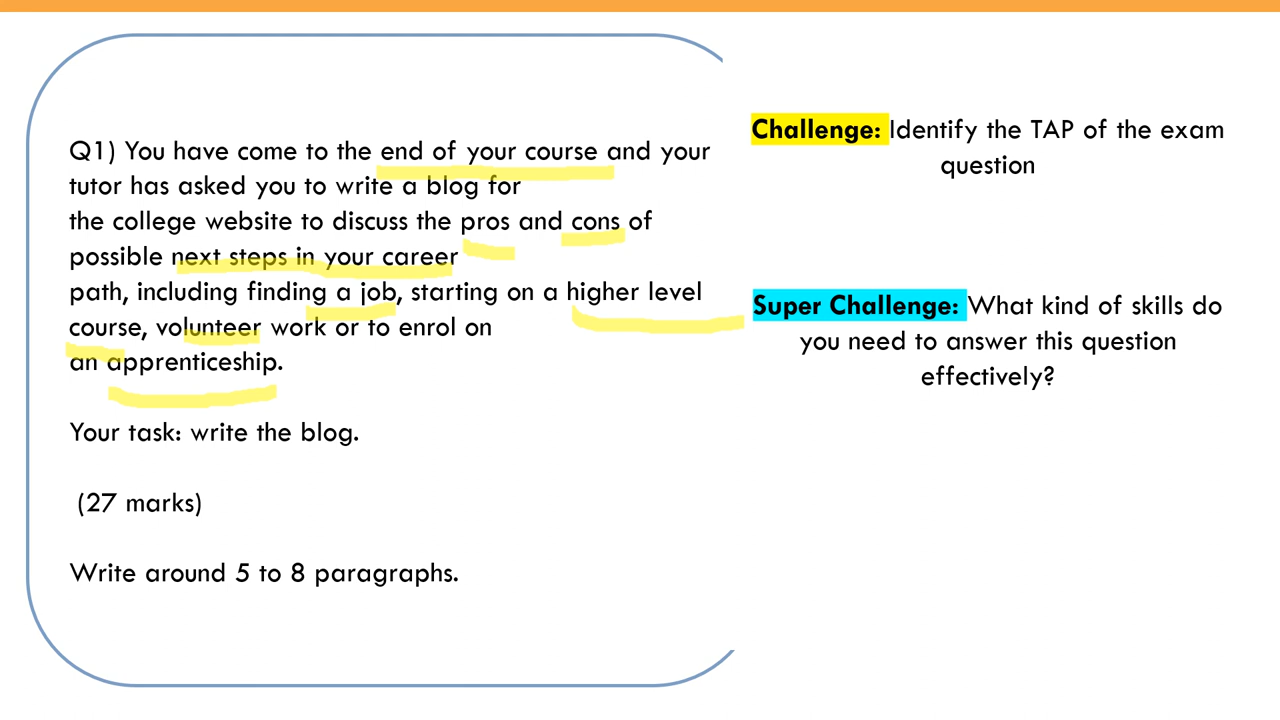 Q1) You have come to the end of your course and your
tutor has asked you to write a blog for
the college website to discuss the pros and cons of
possible next steps in your career
path, including finding a job, starting on a higher level
course, volunteer work or to enrol on
an apprenticeship.
Your task: write the blog.
(27 marks)
Write around 5 to 8 paragraphs.
Challenge: Identify the TAP of the exam
question
Super Challenge: What kind of skills do
you need to answer this question
effectively?